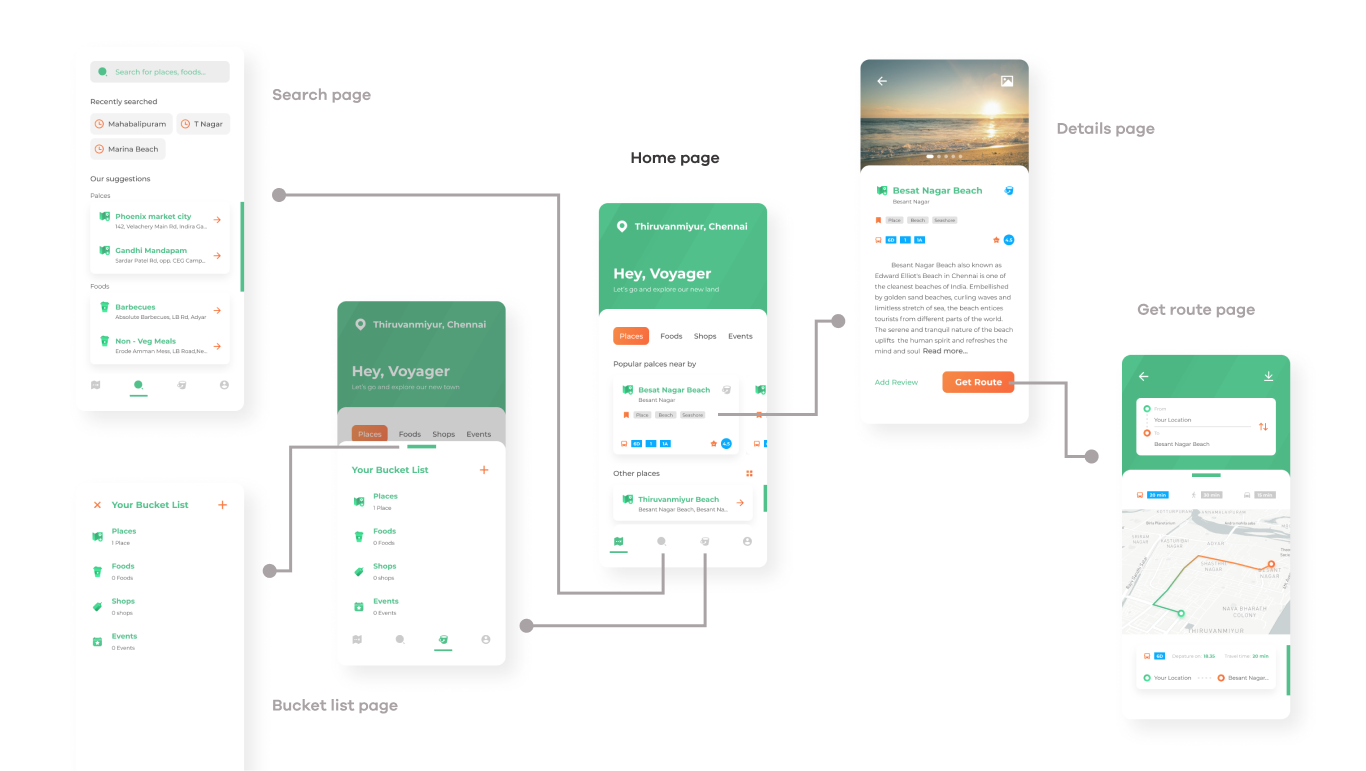 Search for places, foods...
Recently searched
Mahabalipuram
T Nagar
Marina Beach
Our suggestions
Palces
Phoenix market city
142, Velachery Main Rd, Indira Ga...
Gandhi Mandapam
Sardar Patel Rd, opp. CEG Camp...
Foods
Barbecues
Absolute Barbecues, LB Rd, Adyar
Non - Veg Meals
Erode Amman Mess, LB Road,Ne...
Search page
Your Bucket List
Places
1 Place
Foods
0 Foods
Shops
0 shops
Events
0 Events
Thiruvanmiyur, Chennai
Hey, Voyager
Let's go and explore our new town
Places
Foods
Shops
Events
Your Bucket List
Places
1 Place
Foods
0 Foods
Shops
0 shops
Events
0 Events
Bucket list page
Home page
Thiruvanmiyur, Chennai
Hey, Voyager
Let's go and explore our new land
Places
Foods
Shops
Events
Popular palces near by
Besat Nagar Beach
Besant Nagar
Place
Beach
Seashore
6D
1
1A
4.5
Other places
Thiruvanmiyur Beach
Besant Nagar Beach, Besant Na...
Details page
Besat Nagar Beach
Besant Nagar
Place
Beach
Seashore
6D
1
1A
4.5
Besant Nagar Beach also known as
Edward Elliot's Beach in Chennai is one of
the cleanest beaches of India. Embellished
by golden sand beaches, curling waves and
limitless stretch of sea, the beach entices
tourists from different parts of the world.
The serene and tranquil nature of the beach
uplifts the human spirit and refreshes the
mind and soul Read more...
Add Review
Get Route
Get route page
From
Your Location
To
Besant Nagar Beach
30 min
30 min
15 min
KASTURIBAI
NAGAR
ADYAR
SHASTRI
NAGAR
BESANT
NAGAR
VAVA BHARACH
COLONY
THIRUVANMIYUR
6D
Departure on: 18.35
Travel time: 30 min
Your Location
Besant Nagar...